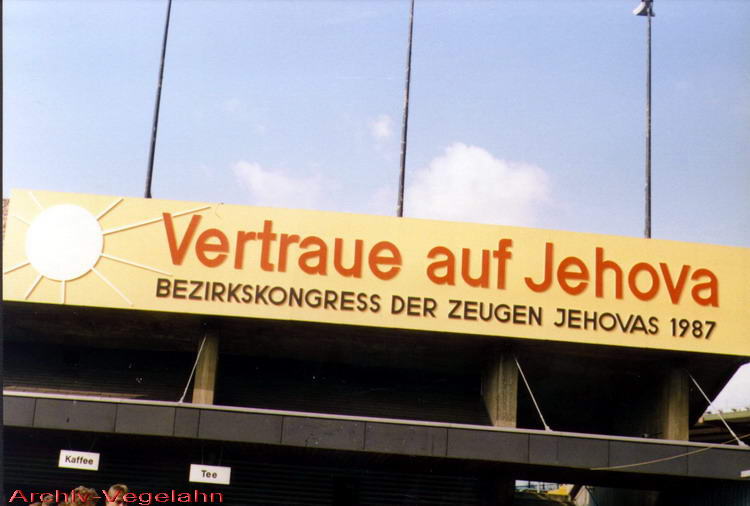 Vertraue auf Jehova
BEZIRKSKONGRESS DER ZEUGEN JEHOVAS 1987
Kaffee
Tee
Archiv-Vegelahn